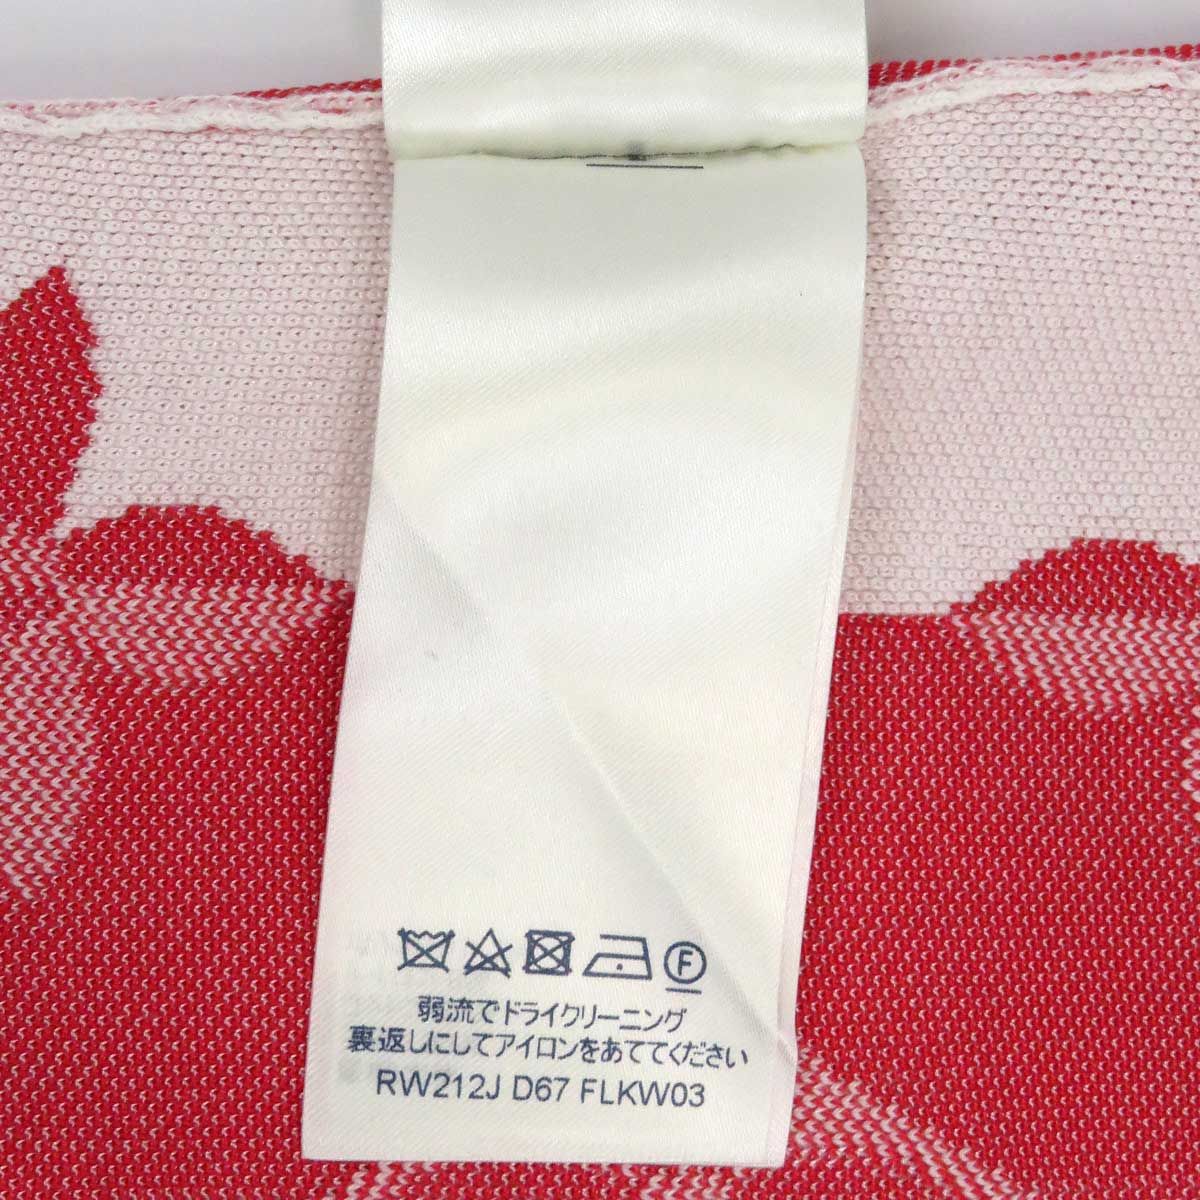 F
弱流でドライクリーニング
裏返しにしてアイロンをあててください
RW212J D67 FLKW03